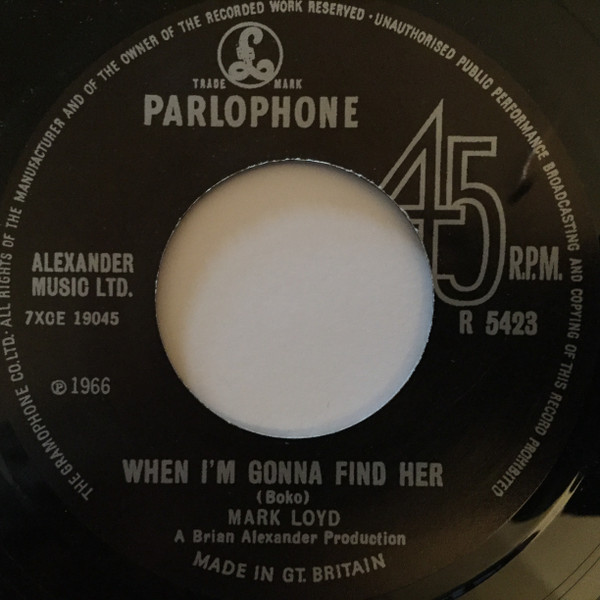 THE GRAMOPHONE CO.LTD. ALL RIGHTS OF THE MANUFACTURER AND OF THE OWNER OF THE RECORDED WORK RESERVED · UNAUTHORISED PUBLIC PERFORMANCE BROADCASTING AND COPYING OF THIS RECORD PROHIBITED
£
TRADE MARK
PARLOPHONE
45
R.P.M.
ALEXANDER
MUSIC LTD.
7XCE 19045
R 5423
℗ 1966
WHEN I'M GONNA FIND HER
(Boko)
MARK LOYD
A Brian Alexander Production
MADE IN GT. BRITAIN